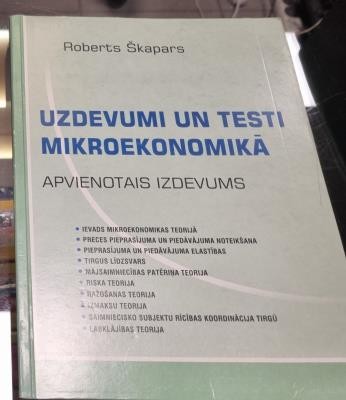 Roberts Škapars
UZDEVUMI UN TESTI
MIKROEKONOMIKĀ
APVIENOTAIS IZDEVUMS
• IEVADS MIKROEKONOMIKAS TEORIJĀ
• PRECES PIEPRASĪJUMA UN PIEDĀVĀJUMA NOTEIKŠANA
• PIEPRASĪJUMA UN PIEDĀVĀJUMA ELASTĪBAS
• TIRGUS LĪDZSVARS
• MĀJSAIMNIECĪBAS PATĒRIŅA TEORIJA
• RISKA TEORIJA
• RAŽOŠANAS TEORIJA
• IZMAKSU TEORIJA
• SAIMNIECISKO SUBJEKTU RĪCĪBAS KOORDINĀCIJA TIRGŪ
• LABKLĀJĪBAS TEORIJA